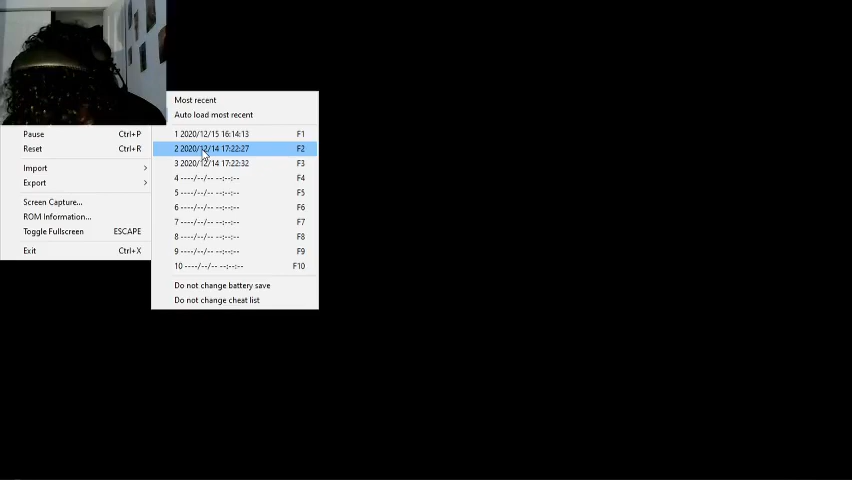 Pause Ctrl+P
Reset Ctrl+R
Import
Export
Screen Capture...
ROM Information...
Toggle Fullscreen ESCAPE
Exit Ctrl+X
Most recent
Auto load most recent
1 2020/12/15 16:14:13 F1
2 2020/12/14 17:22:27 F2
3 2020/12/14 17:22:32 F3
4 ----/--/-- --:--:-- F4
5 ----/--/-- --:--:-- F5
6 ----/--/-- --:--:-- F6
7 ----/--/-- --:--:-- F7
8 ----/--/-- --:--:-- F8
9 ----/--/-- --:--:-- F9
10 ----/--/-- --:--:-- F10
Do not change battery save
Do not change cheat list